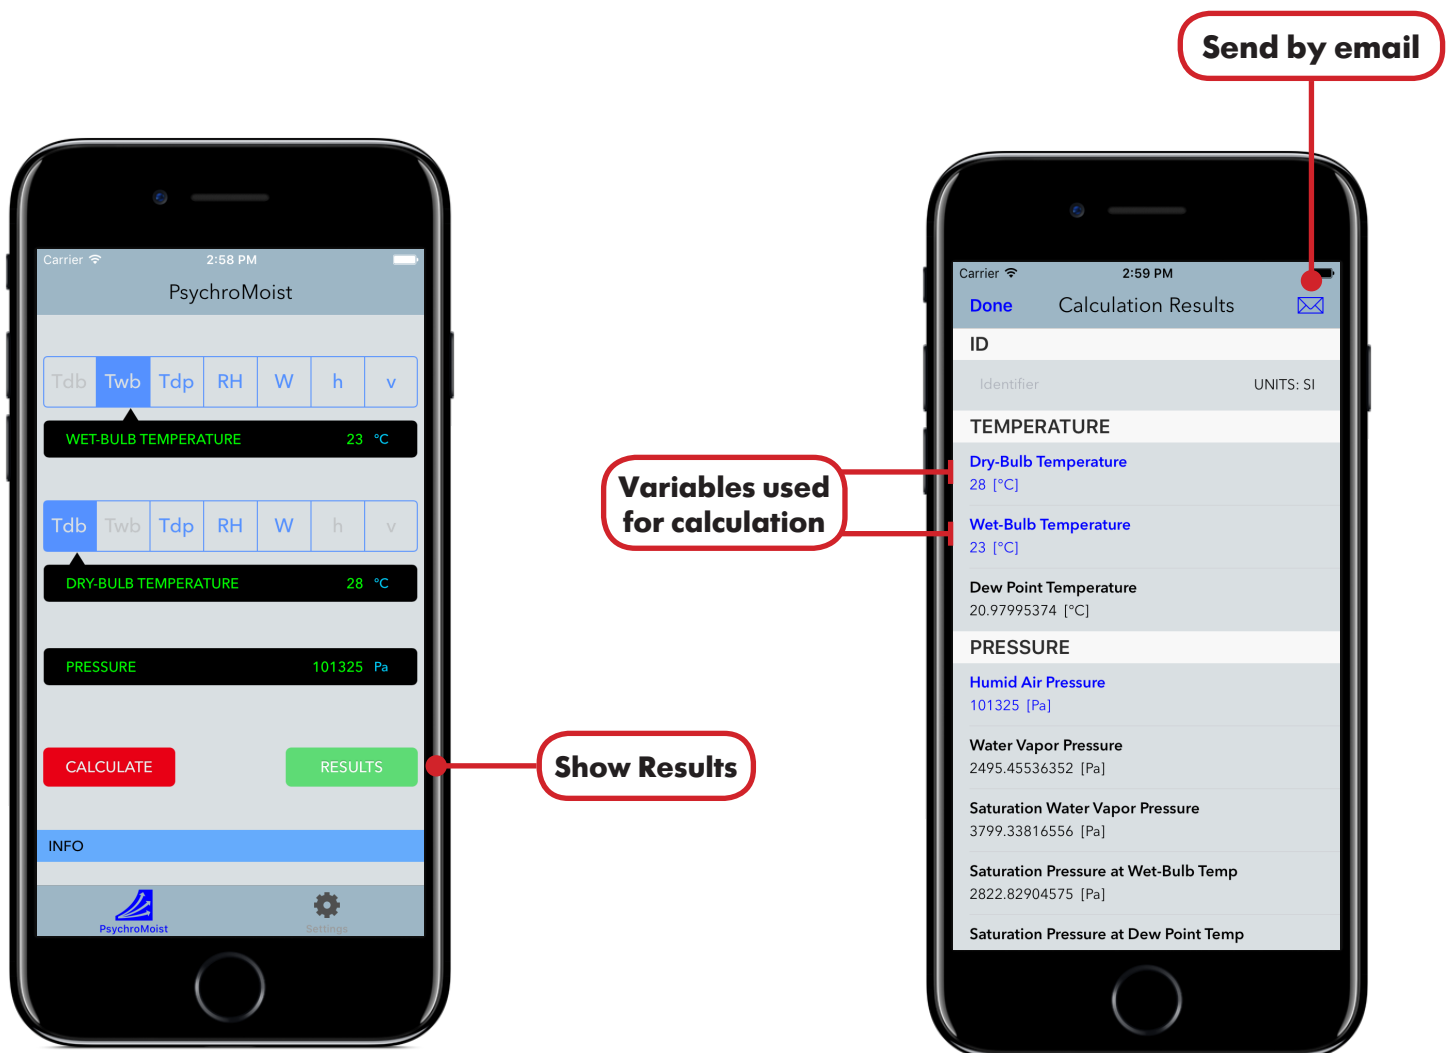 Send by email
Carrier
2:58 PM
PsychroMoist
Tdb Twb Tdp RH W h v
WET-BULB TEMPERATURE 23 °C
Tdb Twb Tdp RH W h v
DRY-BULB TEMPERATURE 28 °C
PRESSURE 101325 Pa
CALCULATE RESULTS
INFO
PsychroMoist Settings
Show Results
Variables used
for calculation
Carrier
2:59 PM
Done Calculation Results
ID
Identifier UNITS: SI
TEMPERATURE
Dry-Bulb Temperature
28 [°C]
Wet-Bulb Temperature
23 [°C]
Dew Point Temperature
20.97995374 [°C]
PRESSURE
Humid Air Pressure
101325 [Pa]
Water Vapor Pressure
2495.45536352 [Pa]
Saturation Water Vapor Pressure
3799.33816556 [Pa]
Saturation Pressure at Wet-Bulb Temp
2822.82904575 [Pa]
Saturation Pressure at Dew Point Temp